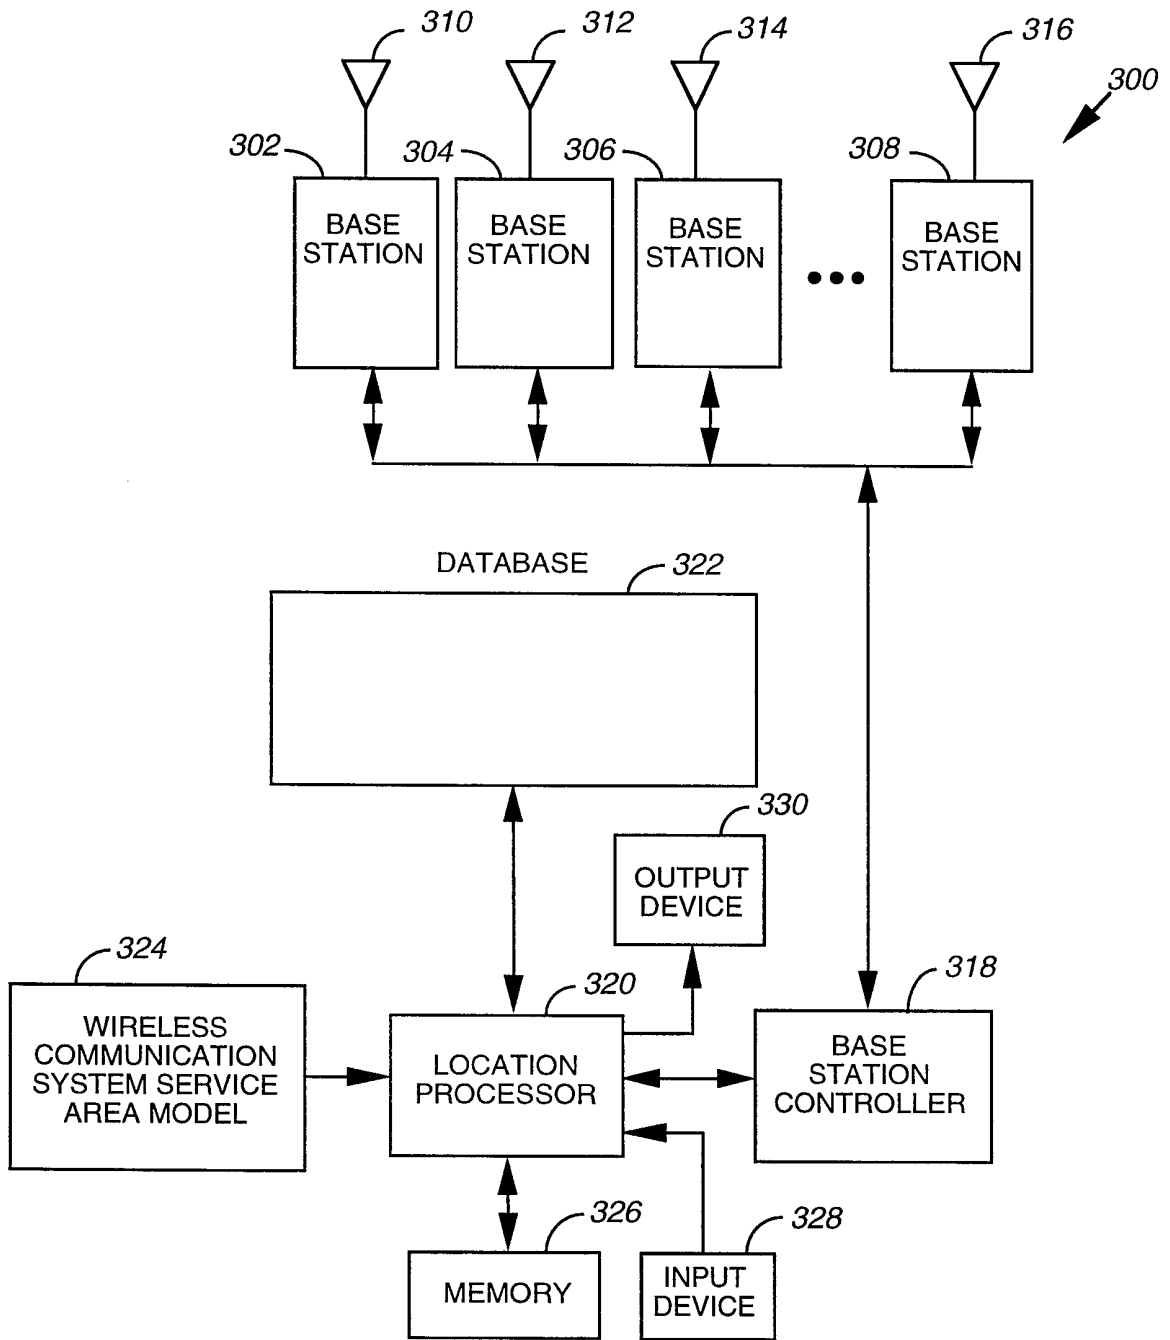 310
312
314
316
300
302
304
306
308
BASE
STATION
BASE
STATION
BASE
STATION
BASE
STATION
DATABASE
322
330
OUTPUT
DEVICE
324
320
318
WIRELESS
COMMUNICATION
SYSTEM SERVICE
AREA MODEL
LOCATION
PROCESSOR
BASE
STATION
CONTROLLER
326
328
MEMORY
INPUT
DEVICE